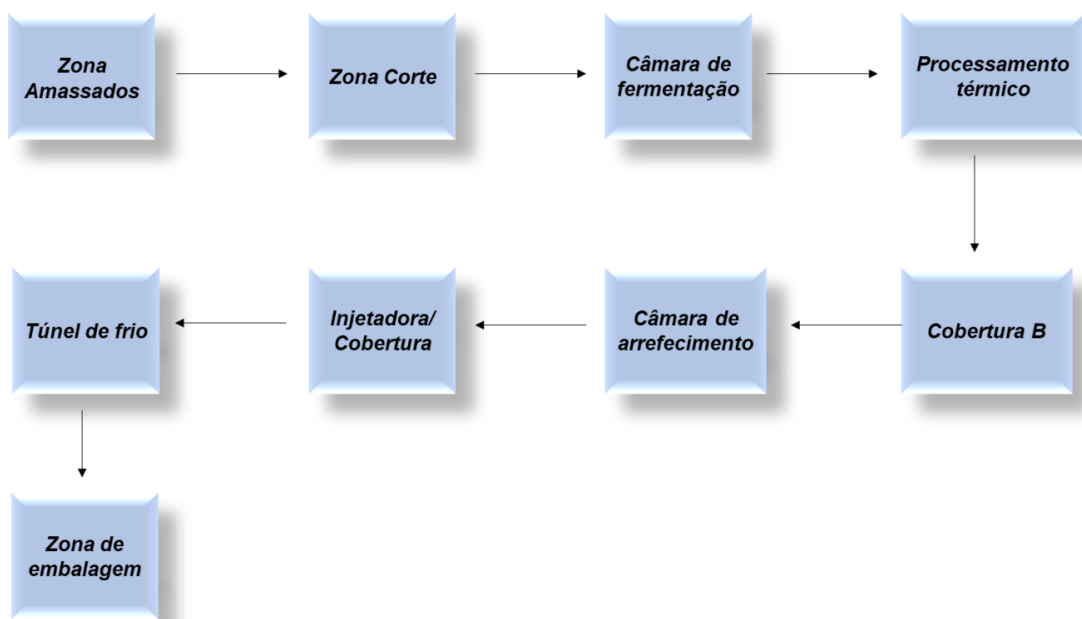 Zona
Amassados
Zona Corte
Câmara de
fermentação
Processamento
térmico
Cobertura B
Câmara de
arrefecimento
Injetadora/
Cobertura
Túnel de frio
Zona de
embalagem